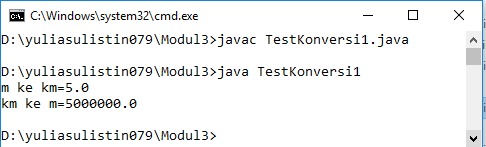 C:\Windows\system32\cmd.exe
D:\yuliasulistin079\Modul3>javac TestKonversi1.java
D:\yuliasulistin079\Modul3>java TestKonversi1
m ke km=5.0
km ke m=5000000.0
D:\yuliasulistin079\Modul3>